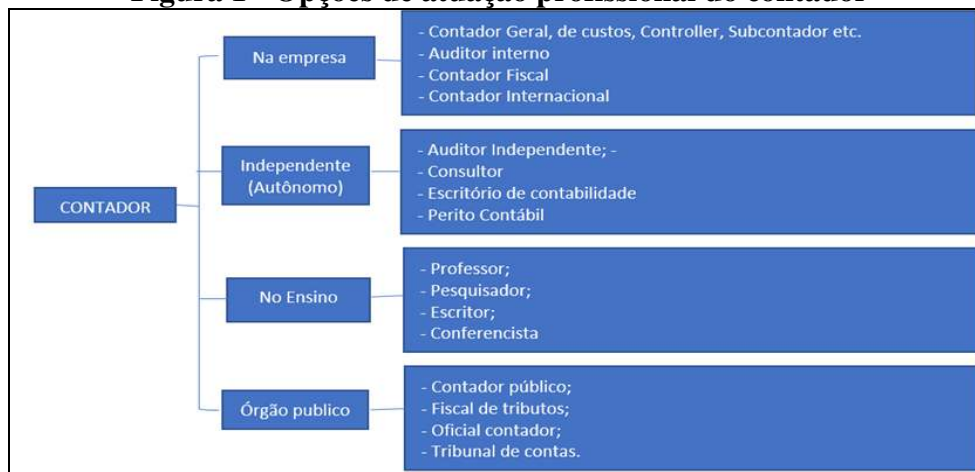 Figura 1 - Opções de atuação profissional do contador
CONTADOR
Na empresa
- Contador Geral, de custos, Controller, Subcontador etc.
- Auditor interno
- Contador Fiscal
- Contador Internacional
Independente
(Autônomo)
- Auditor Independente; -
- Consultor
- Escritório de contabilidade
- Perito Contábil
No Ensino
- Professor;
- Pesquisador;
- Escritor;
- Conferencista
Órgão publico
- Contador público;
- Fiscal de tributos;
- Oficial contador;
- Tribunal de contas.